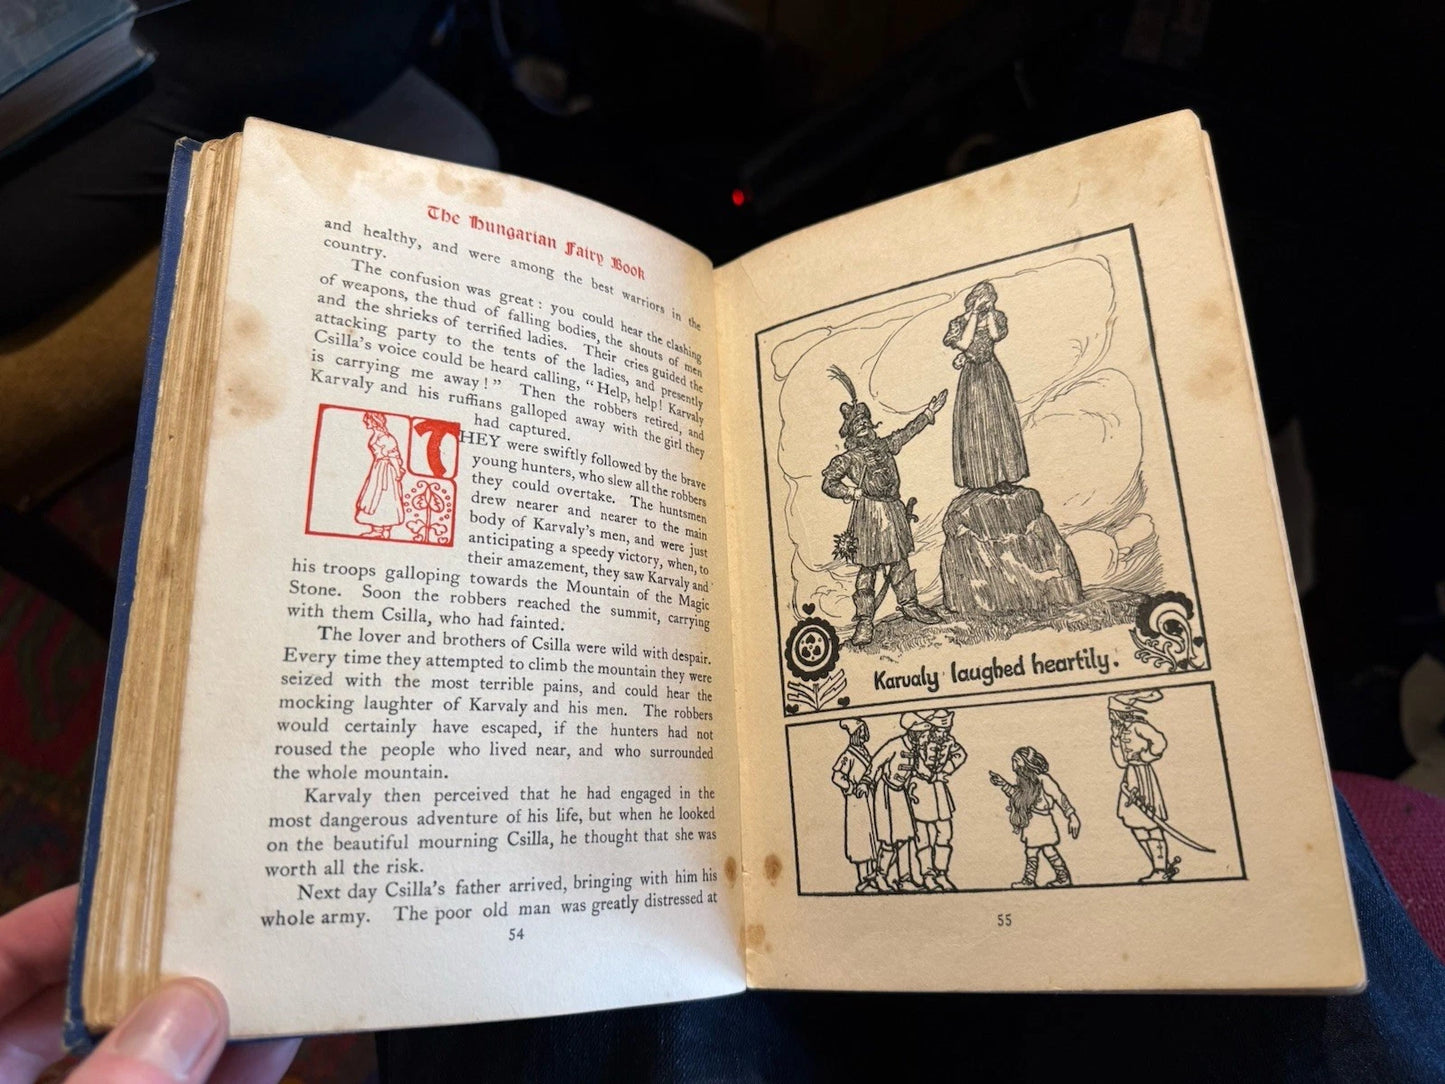 The Hungarian Fairy Book
and healthy, and were among the best warriors in the
country.
The confusion was great : you could hear the clashing
of weapons, the thud of falling bodies, the shouts of men
and the shrieks of terrified ladies. Their cries guided the
attacking party to the tents of the ladies, and presently
Csilla's voice could be heard calling, “Help, help! Karvaly
is carrying me away!” Then the robbers retired, and
Karvaly and his ruffians galloped away with the girl they
had captured.
THEY were swiftly followed by the brave
young hunters, who slew all the robbers
they could overtake. The huntsmen
drew nearer and nearer to the main
body of Karvaly's men, and were just
anticipating a speedy victory, when, to
their amazement, they saw Karvaly and
his troops galloping towards the Mountain of the Magic
Stone. Soon the robbers reached the summit, carrying
with them Csilla, who had fainted.
The lover and brothers of Csilla were wild with despair.
Every time they attempted to climb the mountain they were
seized with the most terrible pains, and could hear the
mocking laughter of Karvaly and his men. The robbers
would certainly have escaped, if the hunters had not
roused the people who lived near, and who surrounded
the whole mountain.
Karvaly then perceived that he had engaged in the
most dangerous adventure of his life, but when he looked
on the beautiful mourning Csilla, he thought that she was
worth all the risk.
Next day Csilla's father arrived, bringing with him his
whole army. The poor old man was greatly distressed at
54
Karvaly laughed heartily.
55